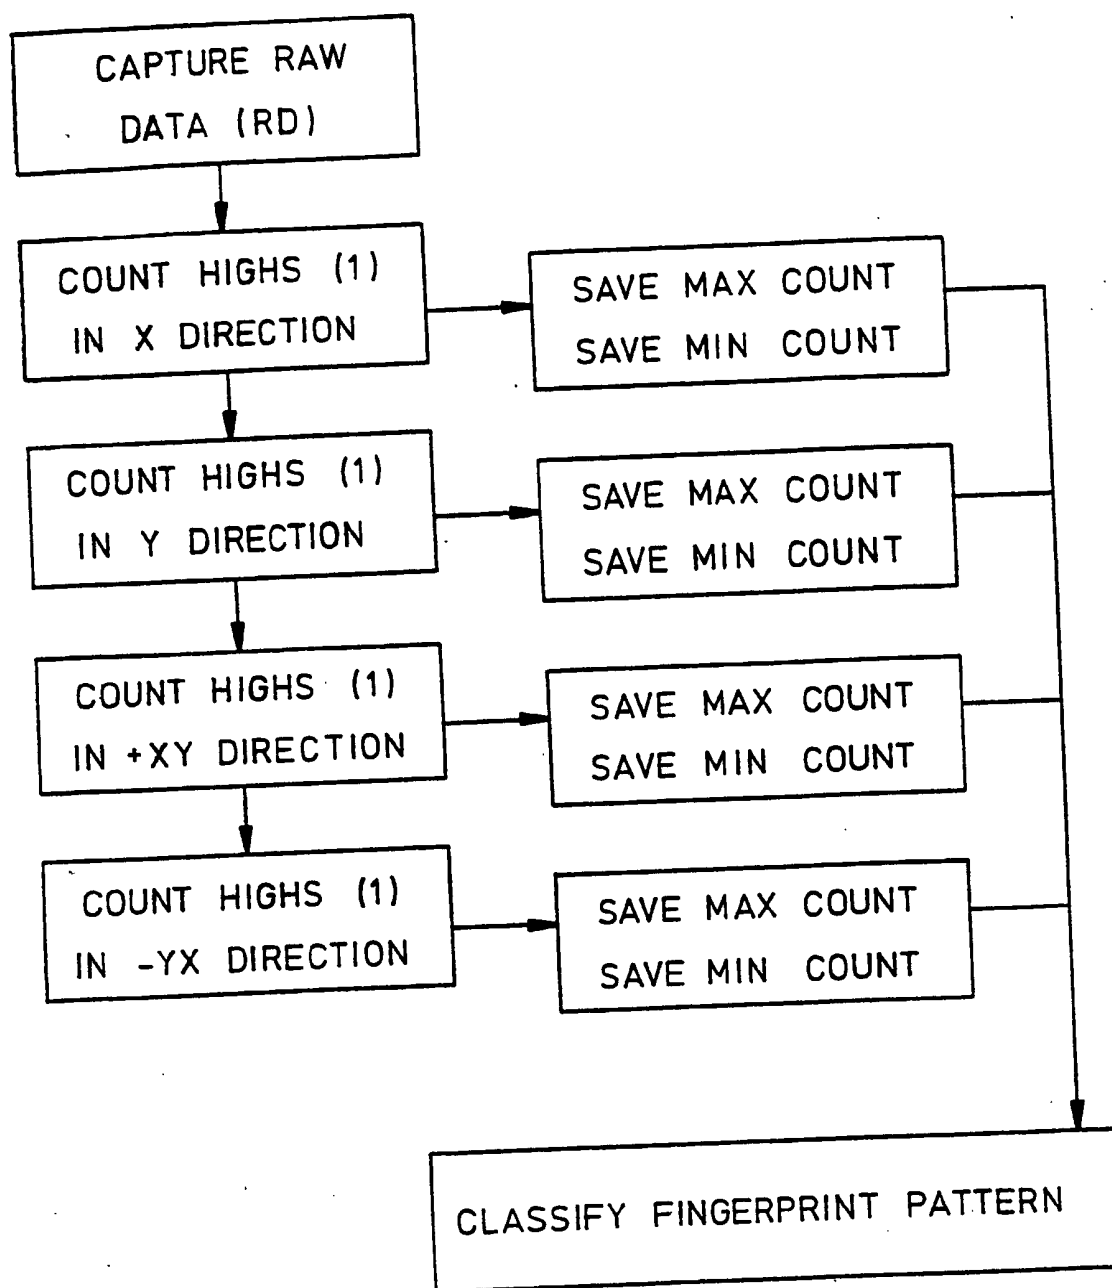 CAPTURE RAW
DATA (RD)
COUNT HIGHS (1)
IN X DIRECTION
SAVE MAX COUNT
SAVE MIN COUNT
COUNT HIGHS (1)
IN Y DIRECTION
SAVE MAX COUNT
SAVE MIN COUNT
COUNT HIGHS (1)
IN +XY DIRECTION
SAVE MAX COUNT
SAVE MIN COUNT
COUNT HIGHS (1)
IN -YX DIRECTION
SAVE MAX COUNT
SAVE MIN COUNT
CLASSIFY FINGERPRINT PATTERN